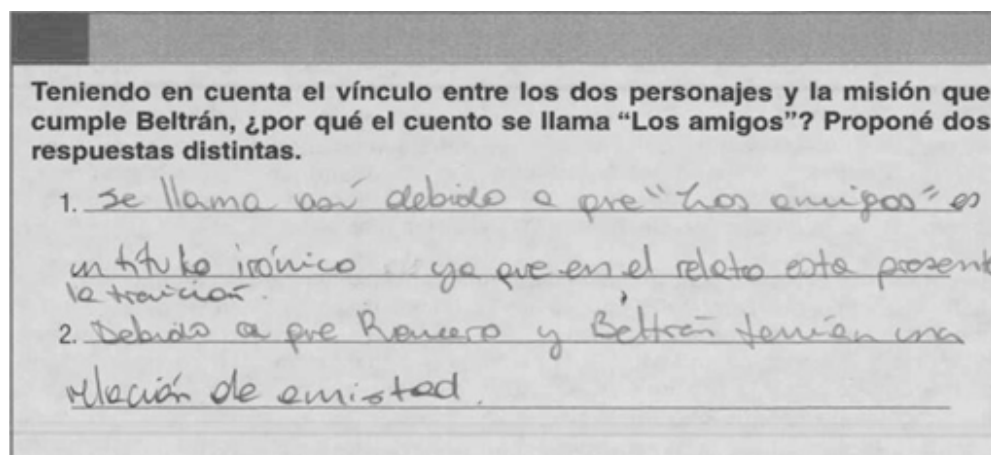 Teniendo en cuenta el vínculo entre los dos personajes y la misión que
cumple Beltrán, ¿por qué el cuento se llama “Los amigos”? Proponé dos
respuestas distintas.
1. Se llama así debido a que "Los amigos" es
un título irónico ya que en el relato esta present
la traición.
2. Debido a que Romero y Beltrán tenían una
relación de amistad.